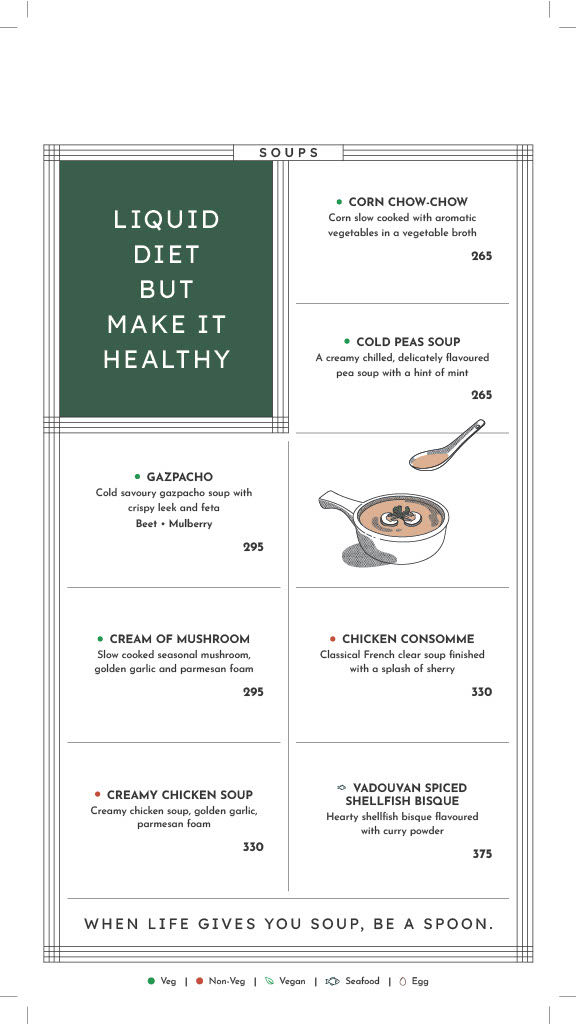 SOUPS
LIQUID
DIET
BUT
MAKE IT
HEALTHY
CORN CHOW-CHOW
Corn slow cooked with aromatic
vegetables in a vegetable broth
265
COLD PEAS SOUP
A creamy chilled, delicately flavoured
pea soup with a hint of mint
265
GAZPACHO
Cold savoury gazpacho soup with
crispy leek and feta
Beet • Mulberry
295
CREAM OF MUSHROOM
Slow cooked seasonal mushroom,
golden garlic and parmesan foam
295
CHICKEN CONSOMME
Classical French clear soup finished
with a splash of sherry
330
CREAMY CHICKEN SOUP
Creamy chicken soup, golden garlic,
parmesan foam
330
VADOUVAN SPICED
SHELLFISH BISQUE
Hearty shellfish bisque flavoured
with curry powder
375
WHEN LIFE GIVES YOU SOUP, BE A SPOON.
Veg | Non-Veg | Vegan | Seafood | Egg